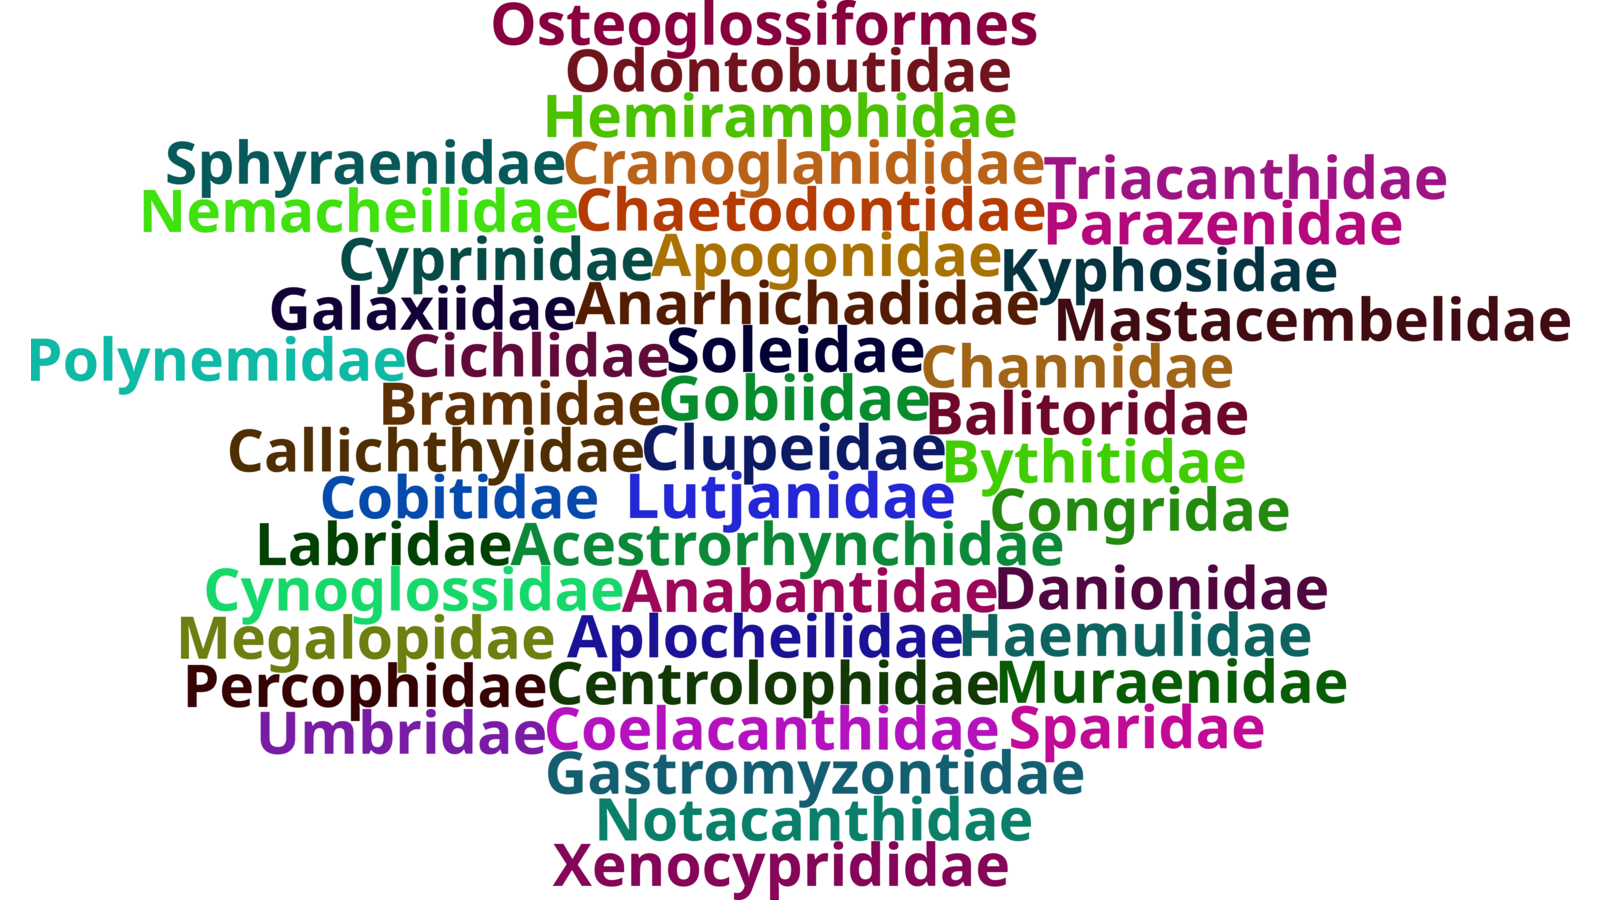 Osteoglossiformes
Odontobutidae
Hemiramphidae
Sphyraenidae Cranoglanididae Triacanthidae
Nemacheilidae Chaetodontidae Parazenidae
Cyprinidae Apogonidae Kyphosidae
Galaxiidae Anarhichadidae Mastacembelidae
Polynemidae Cichlidae Soleidae Channidae
Bramidae Gobiidae Balitoridae
Callichthyidae Clupeidae Bythitidae
Cobitidae Lutjanidae Congridae
Labridae Acestrorhynchidae
Cynoglossidae Anabantidae Danionidae
Megalopidae Aplocheilidae Haemulidae
Percophidae Centrolophidae Muraenidae
Umbridae Coelacanthidae Sparidae
Gastromyzontidae
Notacanthidae
Xenocyprididae